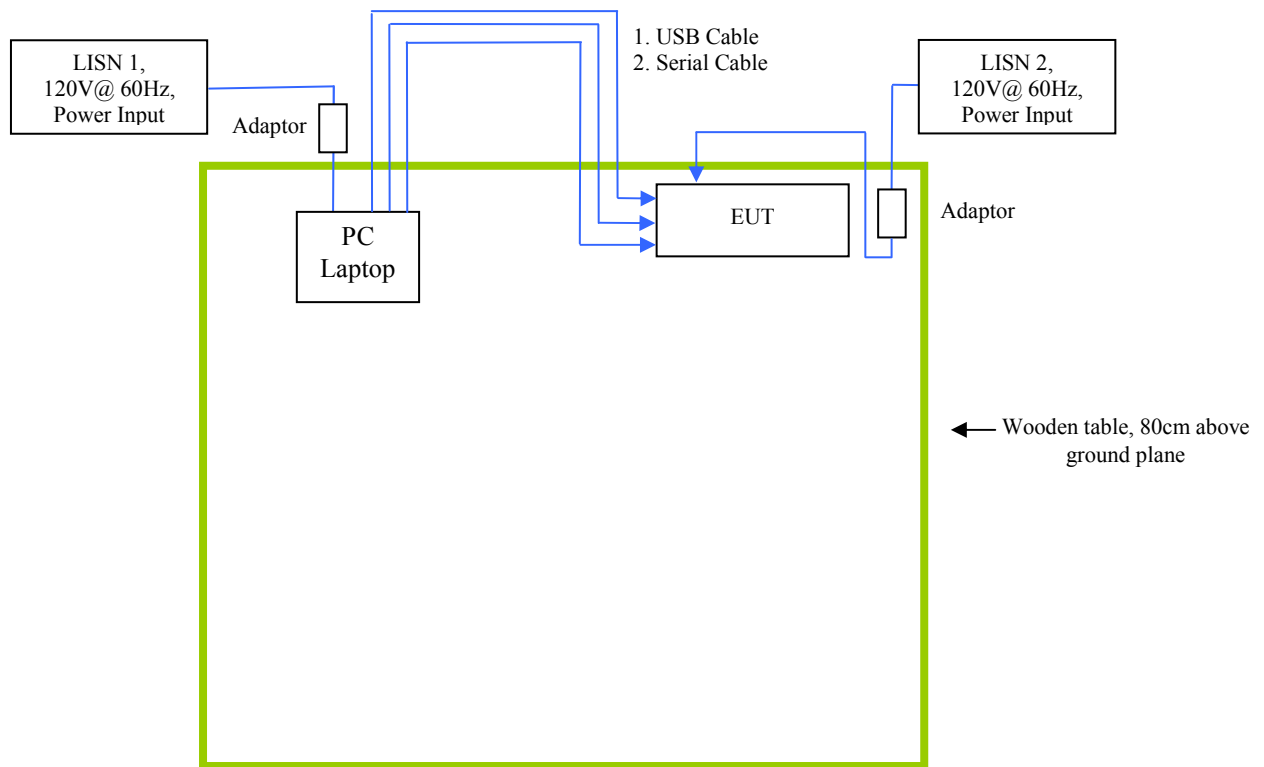 LISN 1,
120V@ 60Hz,
Power Input
Adaptor
1. USB Cable
2. Serial Cable
LISN 2,
120V@ 60Hz,
Power Input
PC
Laptop
EUT
Adaptor
Wooden table, 80cm above
ground plane